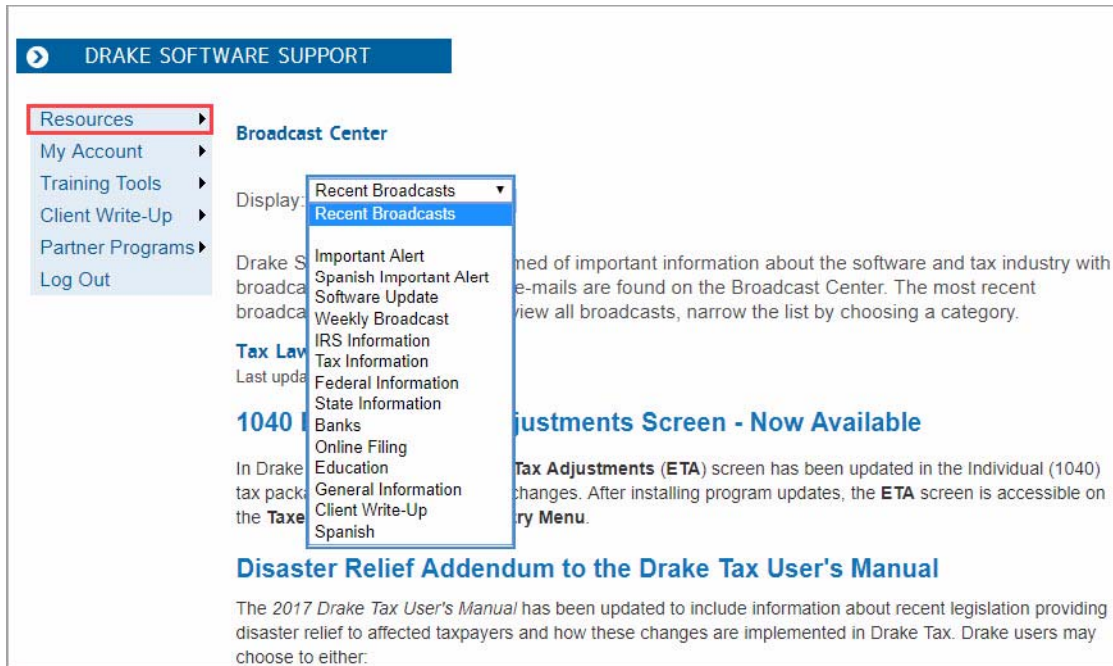 DRAKE SOFTWARE SUPPORT
Resources
My Account
Training Tools
Client Write-Up
Partner Programs
Log Out
Broadcast Center
Display:
Recent Broadcasts
Recent Broadcasts
Important Alert
Spanish Important Alert
Software Update
Weekly Broadcast
IRS Information
Tax Information
Federal Information
State Information
Banks
Online Filing
Education
General Information
Client Write-Up
Spanish
Drake S med of important information about the software and tax industry with
broadca e-mails are found on the Broadcast Center. The most recent
broadca view all broadcasts, narrow the list by choosing a category.
Tax Law
Last upda
1040 justments Screen - Now Available
In Drake Tax Adjustments (ETA) screen has been updated in the Individual (1040)
tax packa changes. After installing program updates, the ETA screen is accessible on
the Taxe ry Menu.
Disaster Relief Addendum to the Drake Tax User's Manual
The 2017 Drake Tax User's Manual has been updated to include information about recent legislation providing
disaster relief to affected taxpayers and how these changes are implemented in Drake Tax. Drake users may
choose to either: